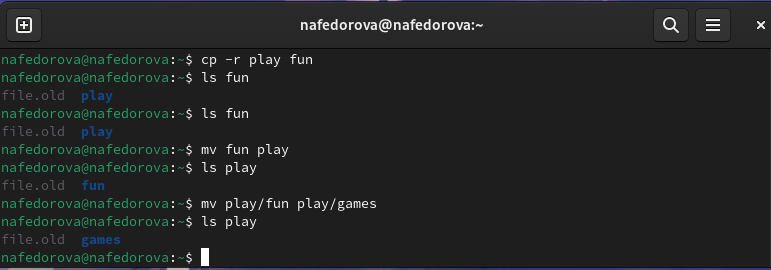 nafedorova@nafedorova:~
nafedorova@nafedorova:~$ cp -r play fun
nafedorova@nafedorova:~$ ls fun
file.old  play
nafedorova@nafedorova:~$ ls fun
file.old  play
nafedorova@nafedorova:~$ mv fun play
nafedorova@nafedorova:~$ ls play
file.old  fun
nafedorova@nafedorova:~$ mv play/fun play/games
nafedorova@nafedorova:~$ ls play
file.old  games
nafedorova@nafedorova:~$